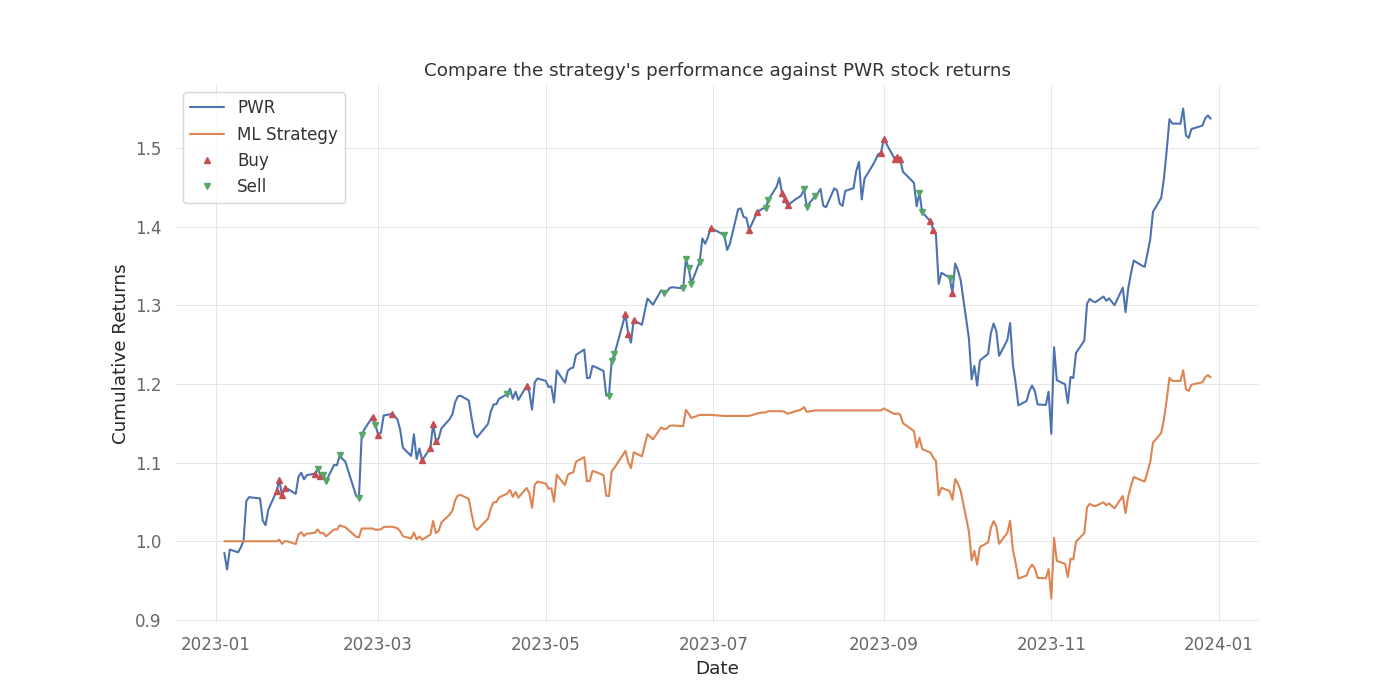 Compare the strategy's performance against PWR stock returns
PWR
ML Strategy
Buy
Sell
Cumulative Returns
1.5
1.4
1.3
1.2
1.1
1.0
0.9
2023-01 2023-03 2023-05 2023-07 2023-09 2023-11 2024-01
Date